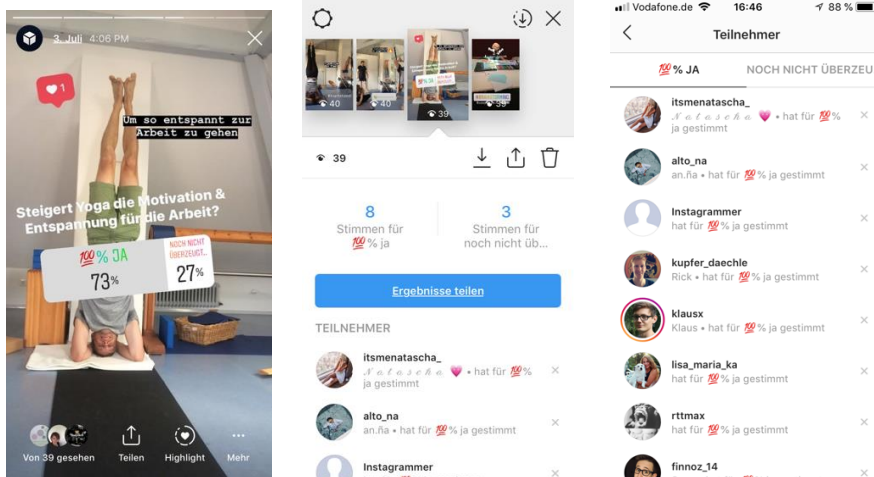 3. Juli 4:06 PM
1
Um so entspannt zur
Arbeit zu gehen
Steigert Yoga die Motivation &
Entspannung für die Arbeit?
💯% JA
73%
NOCH NICHT
ÜBERZEUGT...
27%
Von 39 gesehen
Teilen
Highlight
Mehr
40
40
39
39
39
8
Stimmen für
💯% ja
3
Stimmen für
noch nicht üb...
Ergebnisse teilen
TEILNEHMER
itsmenatascha_
𝒩 𝒶 𝓉 𝒶 𝓈 𝒸 𝒽 𝒶 💗 • hat für 💯%
ja gestimmt
alto_na
an.ña • hat für 💯% ja gestimmt
Instagrammer
Vodafone.de 16:46 88 %
Teilnehmer
💯% JA
NOCH NICHT ÜBERZEU
itsmenatascha_
𝒩 𝒶 𝓉 𝒶 𝓈 𝒸 𝒽 𝒶 💗 • hat für 💯%
ja gestimmt
alto_na
an.ña • hat für 💯% ja gestimmt
Instagrammer
hat für 💯% ja gestimmt
kupfer_daechle
Rick • hat für 💯% ja gestimmt
klausx
Klaus • hat für 💯% ja gestimmt
lisa_maria_ka
hat für 💯% ja gestimmt
rttmax
hat für 💯% ja gestimmt
finnoz_14